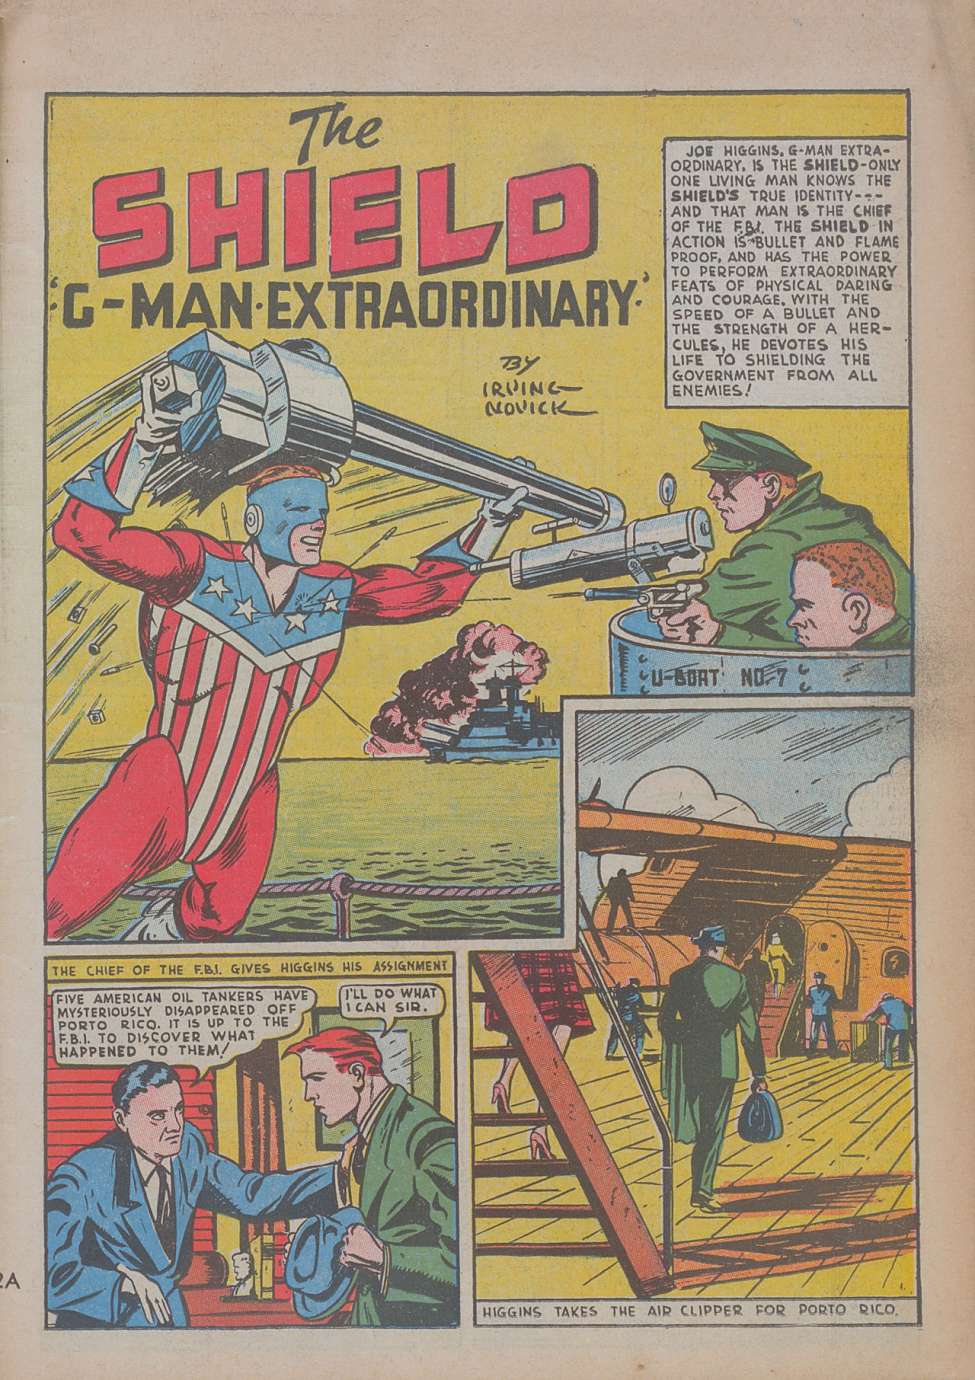 The
SHIELD
'G-MAN·EXTRAORDINARY.'
BY
IRVING
NOVICK
JOE HIGGINS, G-MAN EXTRA-
ORDINARY, IS THE SHIELD-ONLY
ONE LIVING MAN KNOWS THE
SHIELD'S TRUE IDENTITY---
AND THAT MAN IS THE CHIEF
OF THE F.B.I. THE SHIELD IN
ACTION IS BULLET AND FLAME
PROOF, AND HAS THE POWER
TO PERFORM EXTRAORDINARY
FEATS OF PHYSICAL DARING
AND COURAGE. WITH THE
SPEED OF A BULLET AND
THE STRENGTH OF A HER-
CULES, HE DEVOTES HIS
LIFE TO SHIELDING THE
GOVERNMENT FROM ALL
ENEMIES!
U-BOAT NO-7
THE CHIEF OF THE F.B.I. GIVES HIGGINS HIS ASSIGNMENT
FIVE AMERICAN OIL TANKERS HAVE
MYSTERIOUSLY DISAPPEARED OFF
PORTO RICO. IT IS UP TO THE
F.B.I. TO DISCOVER WHAT
HAPPENED TO THEM!
I'LL DO WHAT
I CAN SIR.
HIGGINS TAKES THE AIR CLIPPER FOR PORTO RICO.
2A